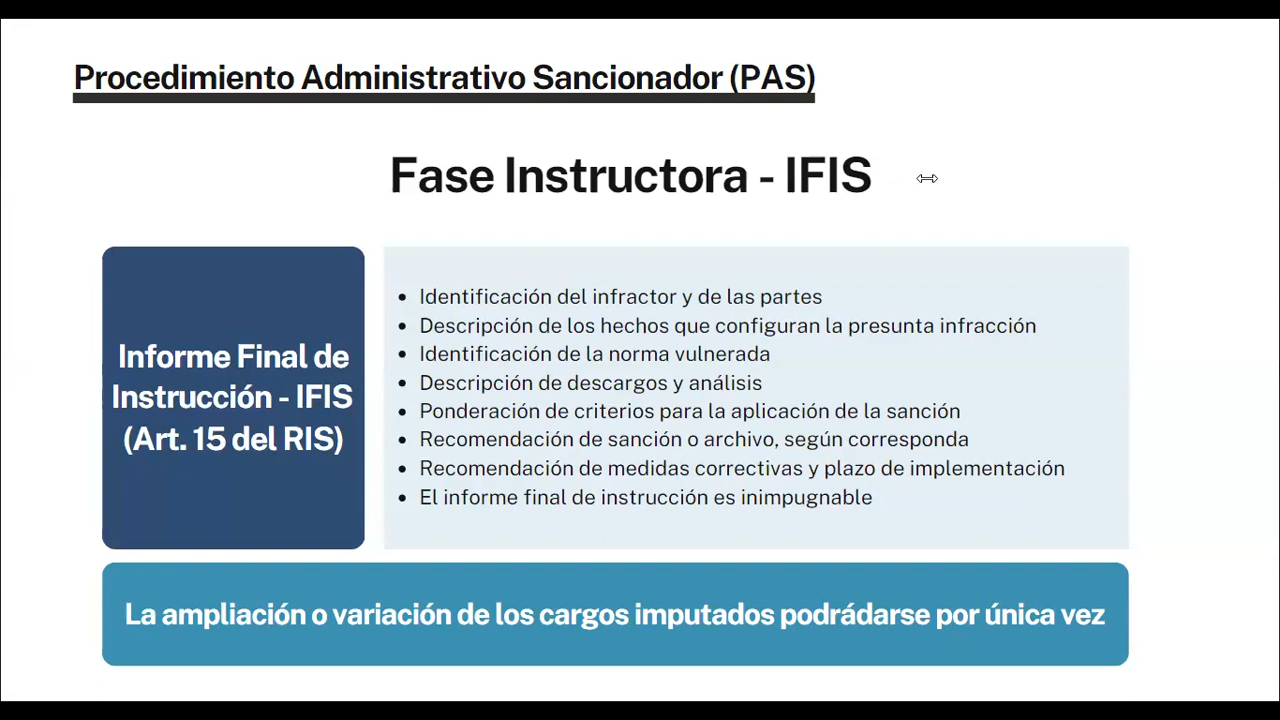 Procedimiento Administrativo Sancionador (PAS)
Fase Instructora - IFIS
Informe Final de
Instrucción - IFIS
(Art. 15 del RIS)
• Identificación del infractor y de las partes
• Descripción de los hechos que configuran la presunta infracción
• Identificación de la norma vulnerada
• Descripción de descargos y análisis
• Ponderación de criterios para la aplicación de la sanción
• Recomendación de sanción o archivo, según corresponda
• Recomendación de medidas correctivas y plazo de implementación
• El informe final de instrucción es inimpugnable
La ampliación o variación de los cargos imputados podrádarse por única vez